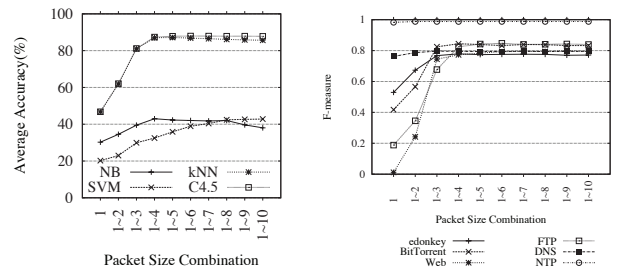 100
80
60
40
20
0
Average Accuracy(%)
NB
kNN
SVM
C4.5
1
1~2
1~3
1~4
1~5
1~6
1~7
1~8
1~9
1~10
Packet Size Combination
1
0.8
0.6
0.4
0.2
0
F-measure
1
1~2
1~3
1~4
1~5
1~6
1~7
1~8
1~9
1~10
Packet Size Combination
edonkey
FTP
BitTorrent
DNS
Web
NTP